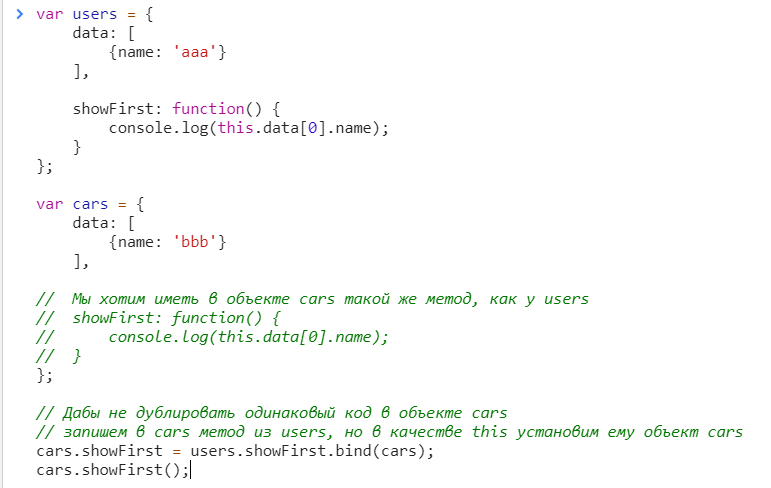 var users = {
    data: [
        {name: 'aaa'}
    ],

    showFirst: function() {
        console.log(this.data[0].name);
    }
};

var cars = {
    data: [
        {name: 'bbb'}
    ],

//  Мы хотим иметь в объекте cars такой же метод, как у users
//  showFirst: function() {
//      console.log(this.data[0].name);
//  }
};

// Дабы не дублировать одинаковый код в объекте cars
// запишем в cars метод из users, но в качестве this установим ему объект cars
cars.showFirst = users.showFirst.bind(cars);
cars.showFirst();